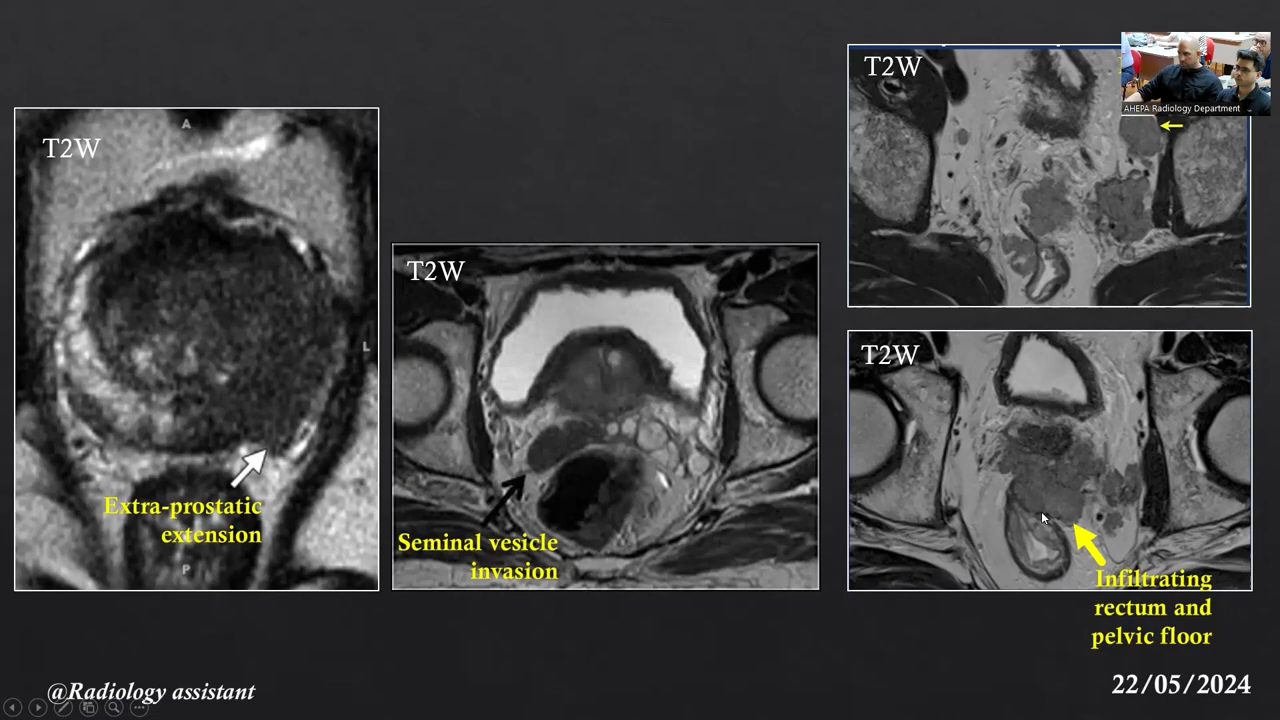 T2W
A
L
Extra-prostatic
extension
P
T2W
Seminal vesicle
invasion
T2W
AHEPA Radiology Department
T2W
Infiltrating
rectum and
pelvic floor
@Radiology assistant
22/05/2024